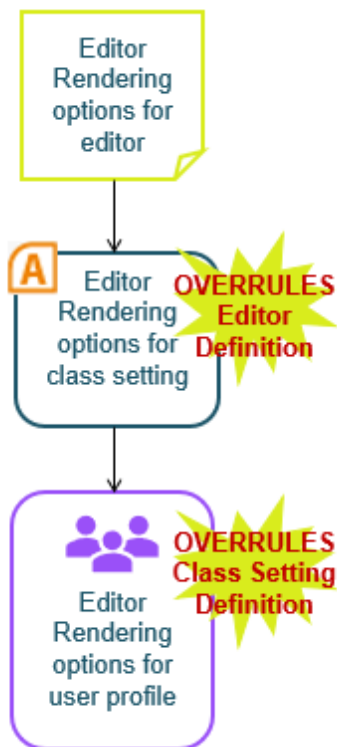 Editor
Rendering
options for
editor
A
Editor
Rendering
options for
class setting
OVERRULES
Editor
Definition
Editor
Rendering
options for
user profile
OVERRULES
Class Setting
Definition